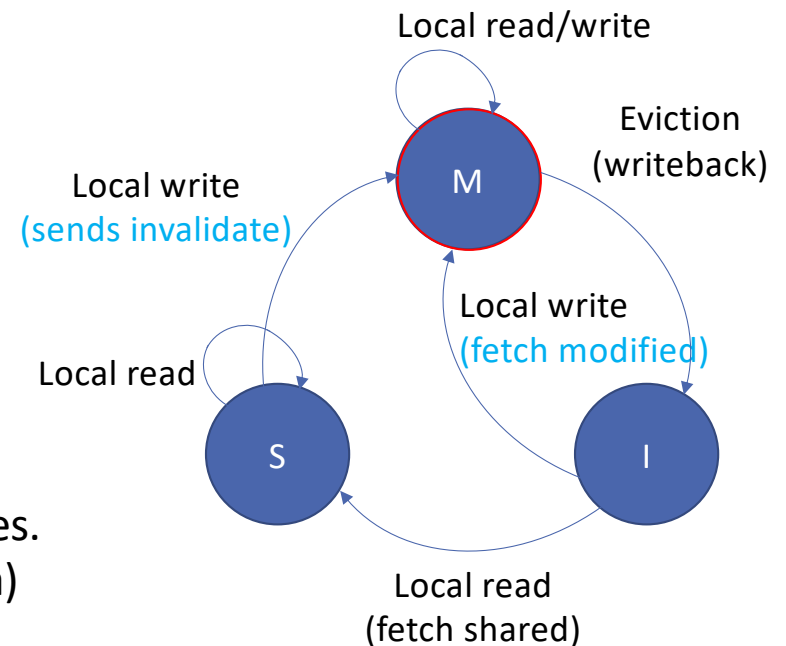 Local read/write
Eviction
(writeback)
M
Local write
(sends invalidate)
Local write
(fetch modified)
Local read
S
I
es.
)
Local read
(fetch shared)